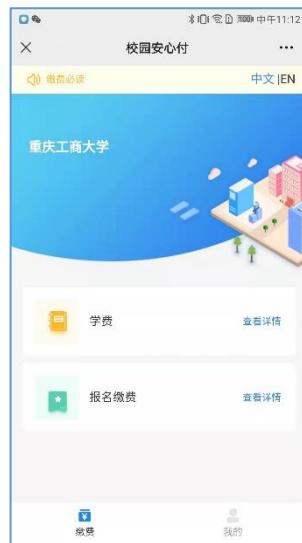 中午11:12
校园安心付
缴费必读
中文|EN
重庆工商大学
学费
查看详情
报名缴费
查看详情
缴费
我的